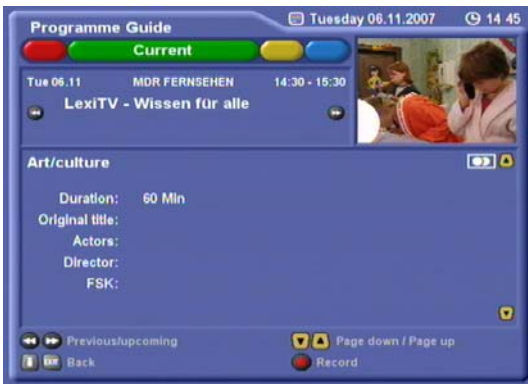 Programme Guide
Tuesday 06.11.2007
14 45
Current
Tue 06.11 MDR FERNSEHEN 14:30 - 15:30
LexiTV - Wissen für alle
Art/culture
Duration: 60 Min
Original title:
Actors:
Director:
FSK:
Previous/upcoming
Page down / Page up
EXIT Back
Record